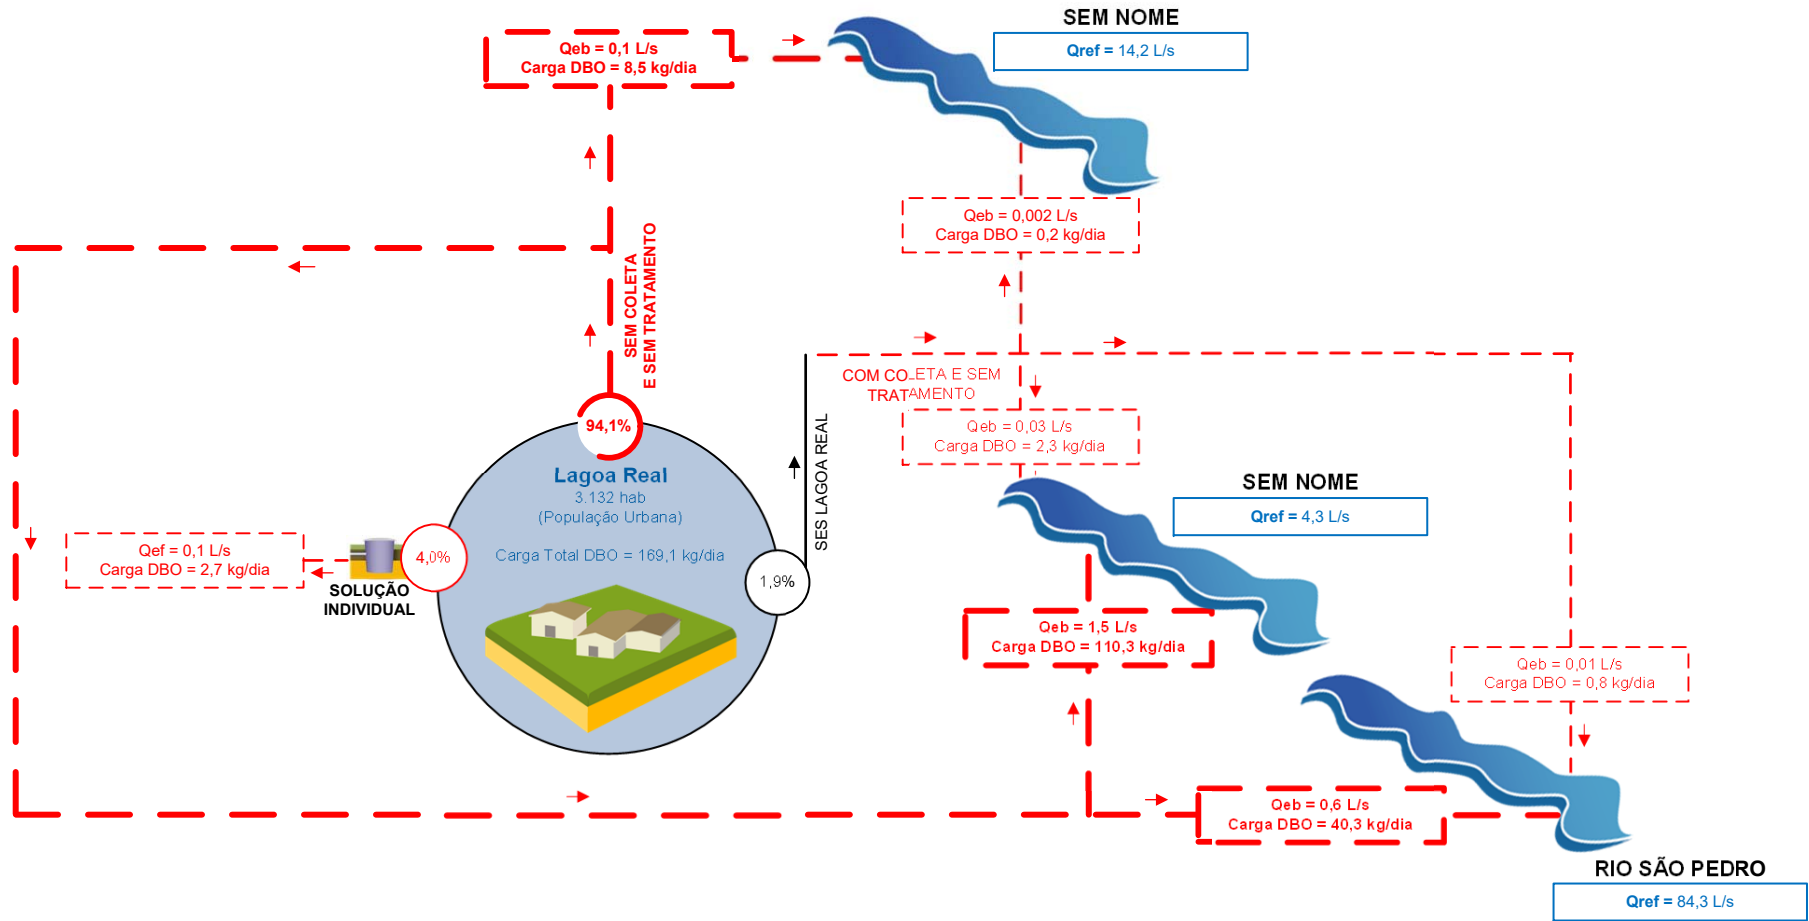 SEM NOME
Qref = 14,2 L/s
Qeb = 0,1 L/s
Carga DBO = 8,5 kg/dia
Qeb = 0,002 L/s
Carga DBO = 0,2 kg/dia
SEM COLETA
E SEM TRATAMENTO
COM COLETA E SEM
TRATAMENTO
Qeb = 0,03 L/s
Carga DBO = 2,3 kg/dia
94,1%
Lagoa Real
3.132 hab
(População Urbana)
Carga Total DBO = 169,1 kg/dia
SES LAGOA REAL
SEM NOME
Qref = 4,3 L/s
Qef = 0,1 L/s
Carga DBO = 2,7 kg/dia
4,0%
SOLUÇÃO
INDIVIDUAL
1,9%
Qeb = 1,5 L/s
Carga DBO = 110,3 kg/dia
Qeb = 0,01 L/s
Carga DBO = 0,8 kg/dia
Qeb = 0,6 L/s
Carga DBO = 40,3 kg/dia
RIO SÃO PEDRO
Qref = 84,3 L/s